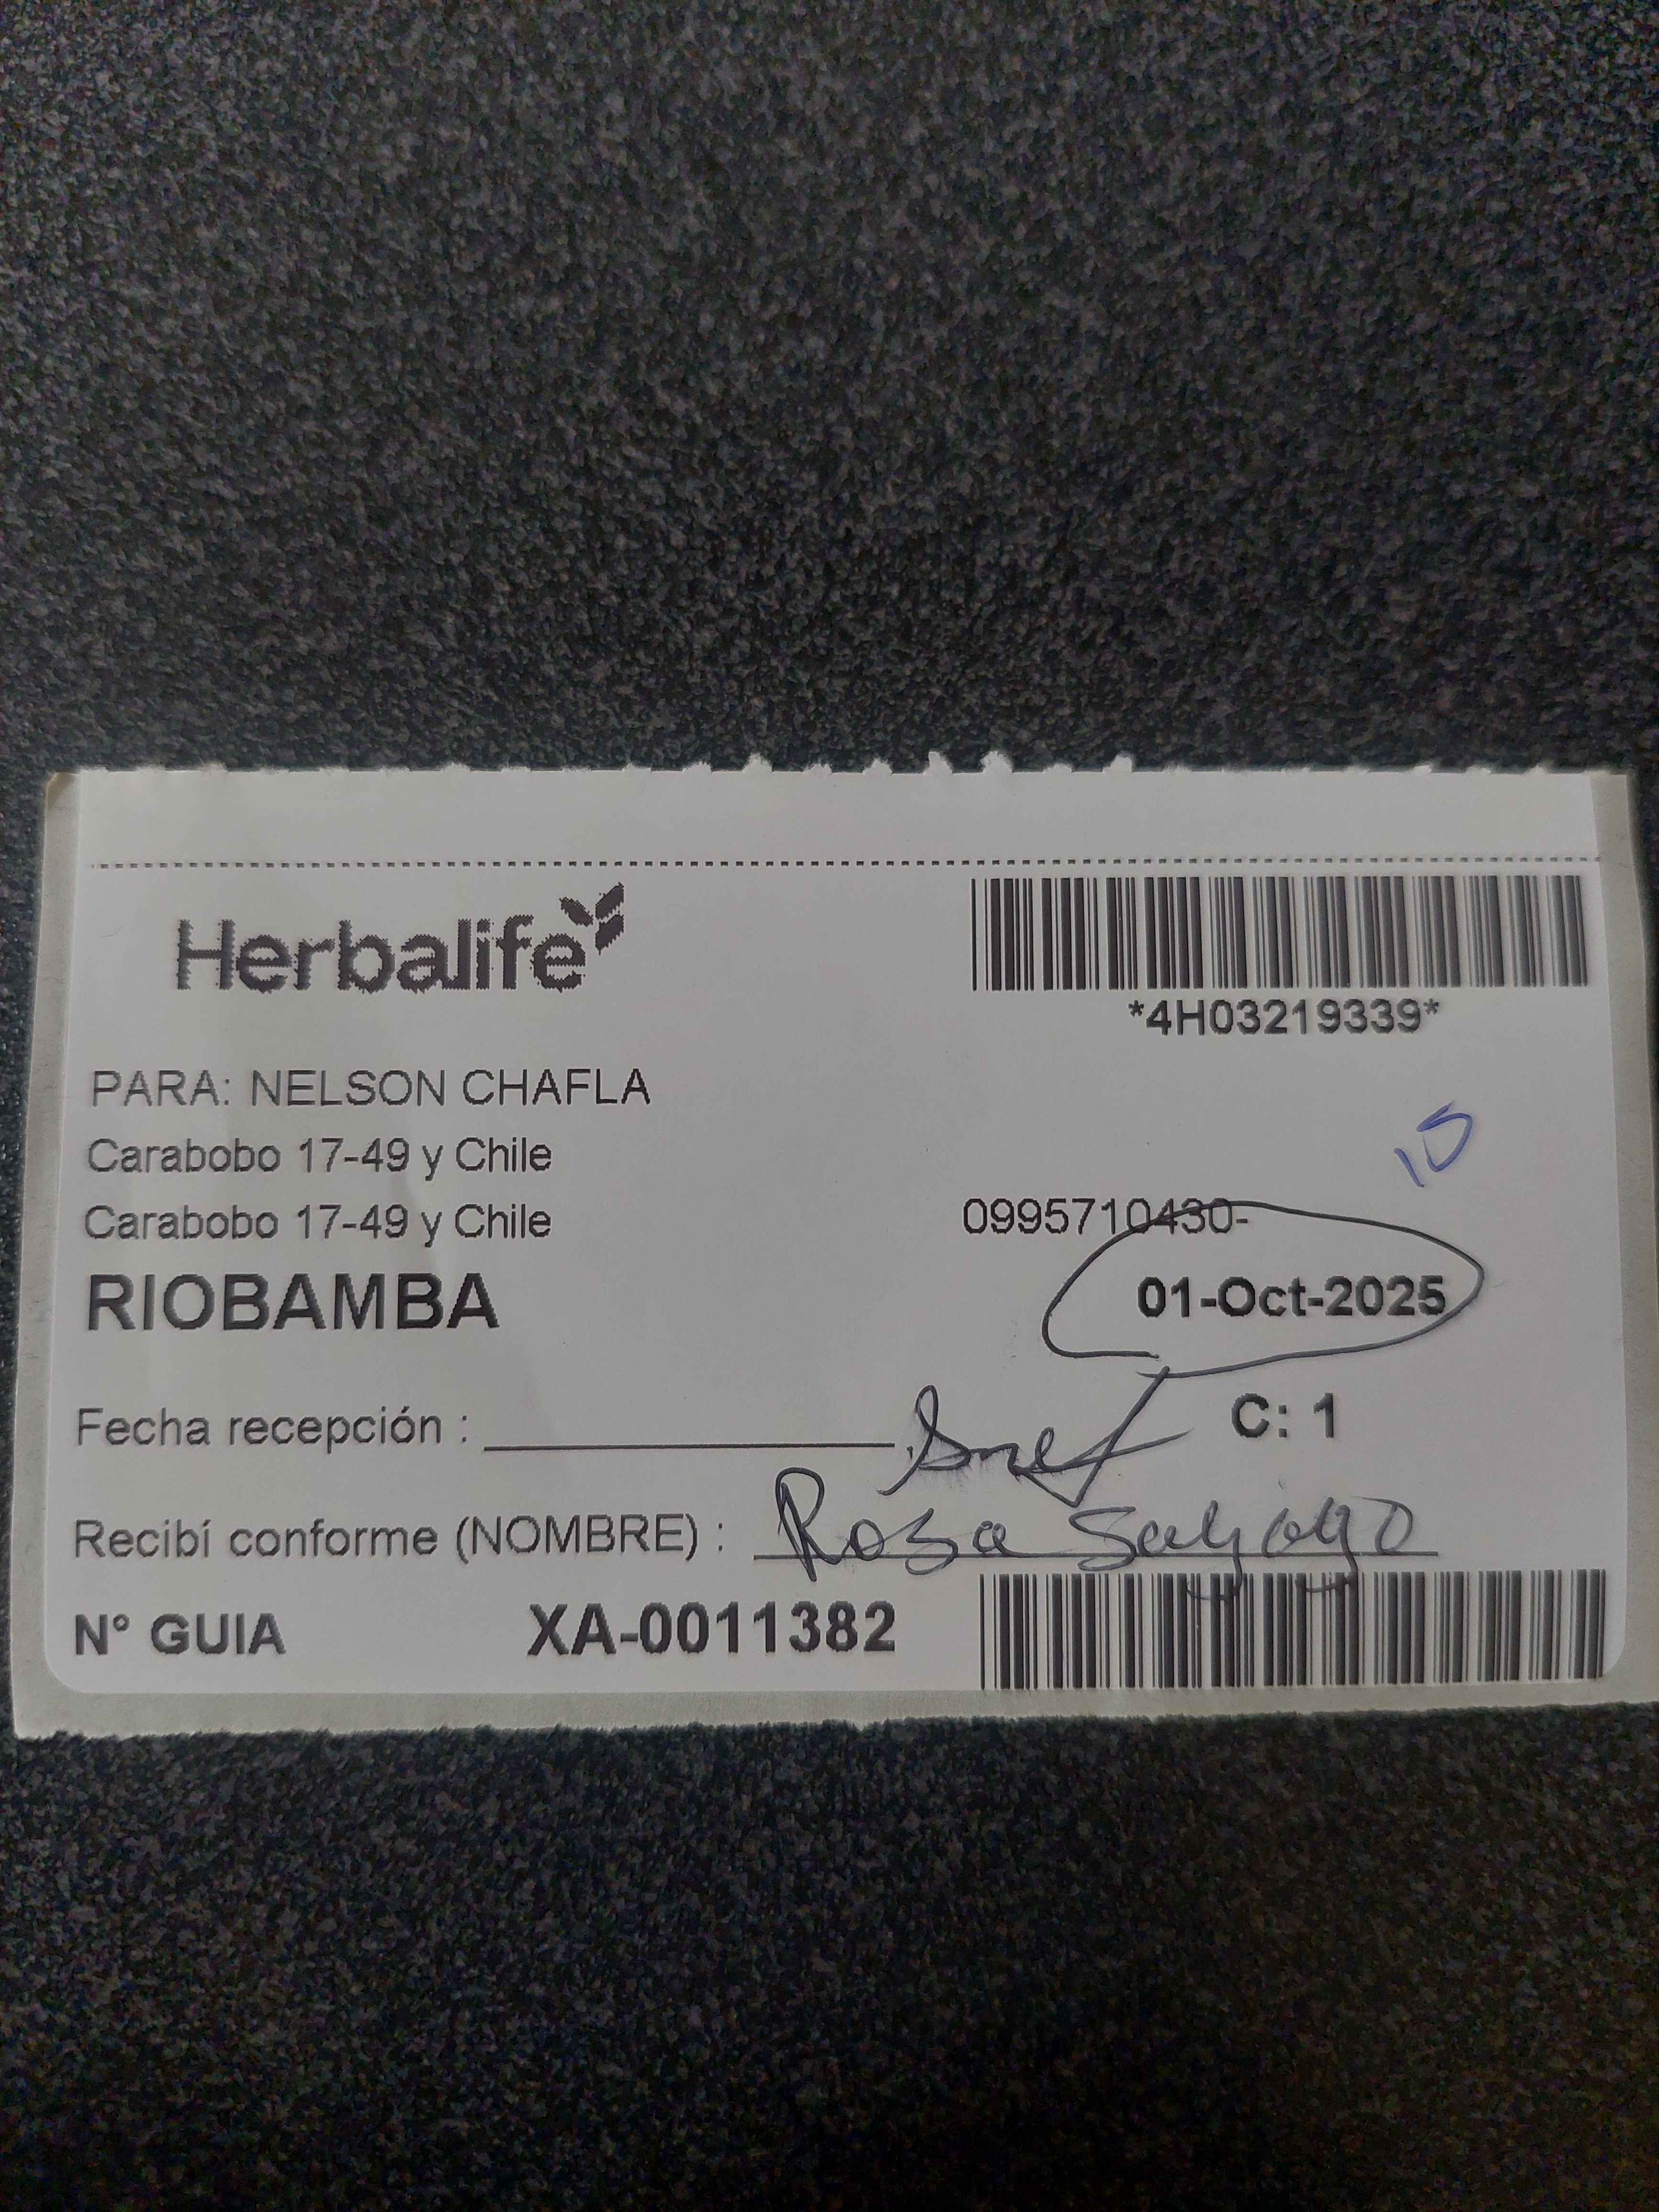 Herbalife
*4H03219339*
PARA: NELSON CHAFLA
Carabobo 17-49 y Chile
15
Carabobo 17-49 y Chile 0995710430-
RIOBAMBA 01-Oct-2025
Fecha recepción : C: 1
Recibí conforme (NOMBRE) : Rosa
N° GUIA XA-0011382